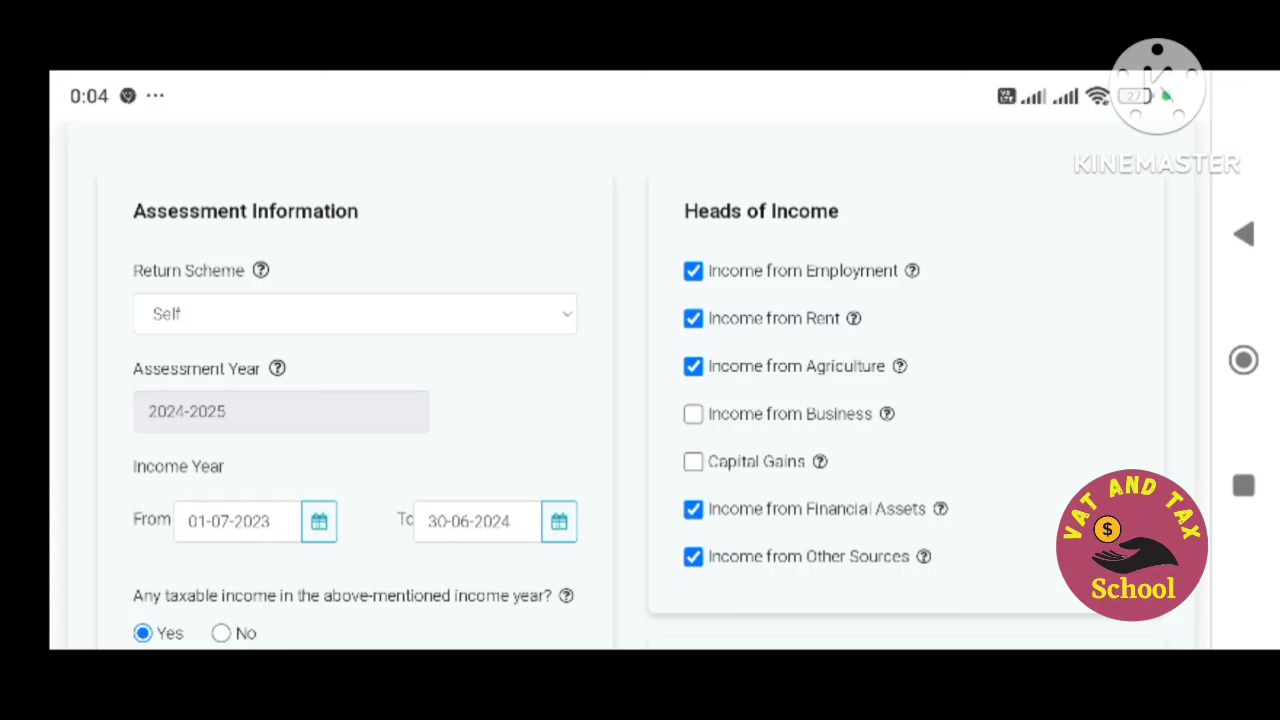 0:04
27
KINEMASTER
Assessment Information
Return Scheme
Self
Assessment Year
2024-2025
Income Year
From 01-07-2023 To 30-06-2024
Any taxable income in the above-mentioned income year?
Yes No
Heads of Income
Income from Employment
Income from Rent
Income from Agriculture
Income from Business
Capital Gains
Income from Financial Assets
Income from Other Sources
VAT AND TAX
$
School